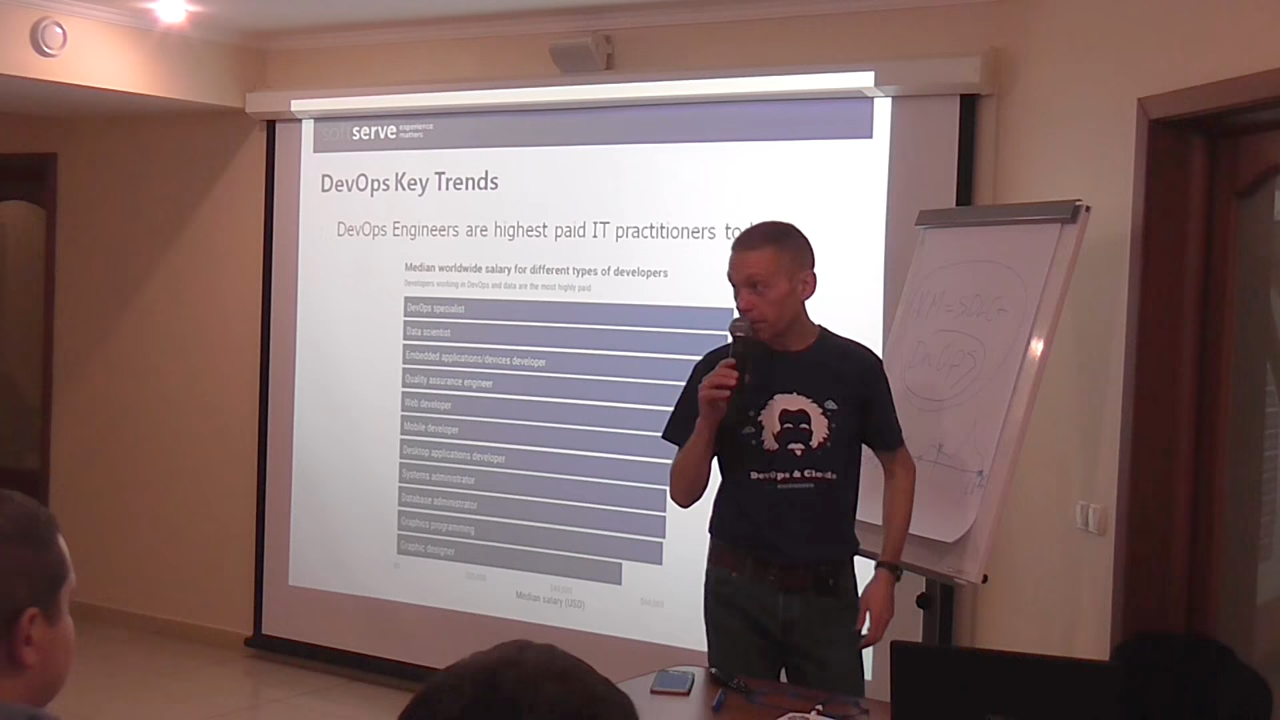 softserve experience matters
DevOps Key Trends
DevOps Engineers are highest paid IT practitioners
Median worldwide salary for different types of developers
Developers working in DevOps and data are the most highly paid
DevOps specialist
Data scientist
Embedded applications/devices developer
Quality assurance engineer
Web developer
Mobile developer
Desktop applications developer
Systems administrator
Database administrator
Graphics programming
Graphic designer
Median salary (USD)
DevOps & Clouds
DevOPS